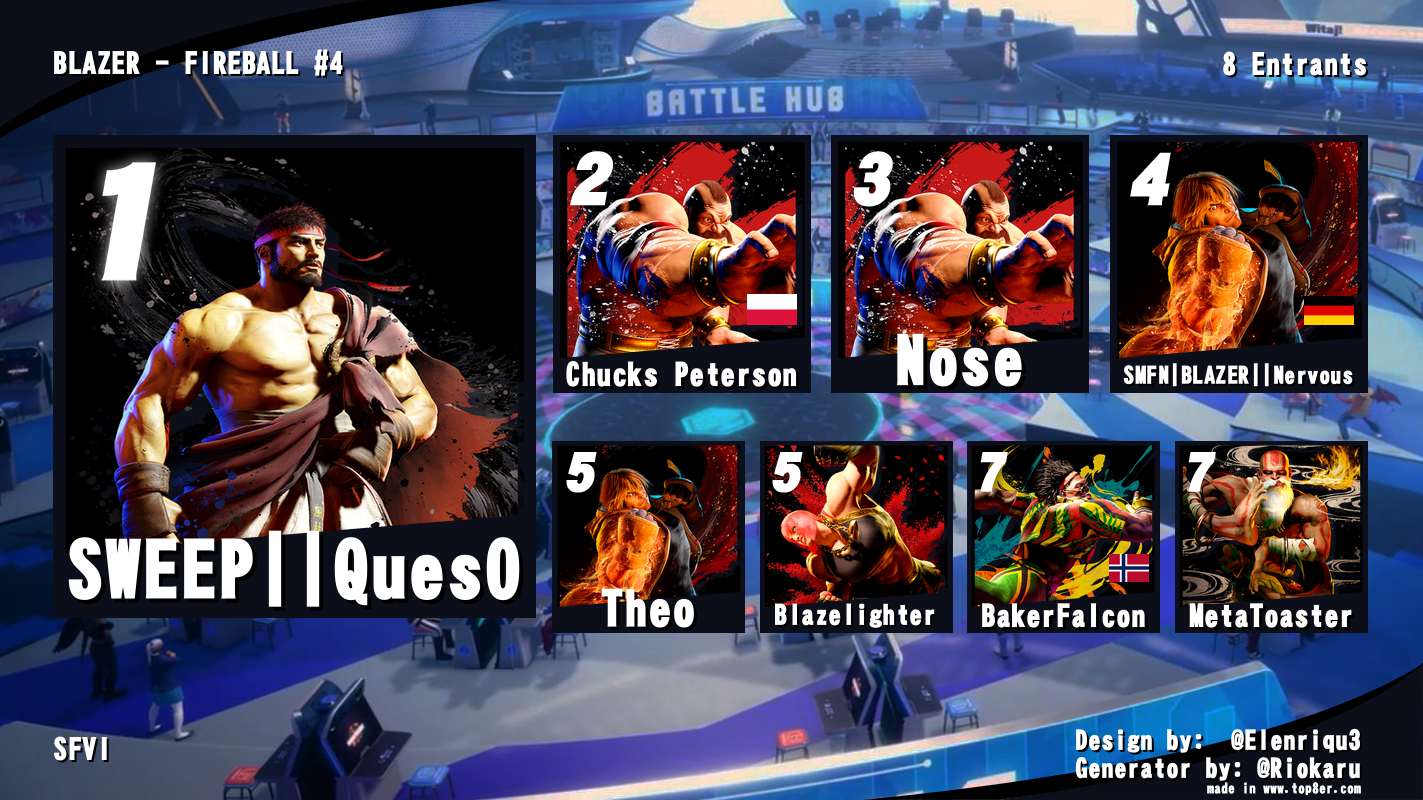 BLAZER - FIREBALL #4
8 Entrants
Witaj!
BATTLE HUB
1
SWEEP||QuesO
2
Chucks Peterson
3
Nose
4
SMFN|BLAZER||Nervous
5
Theo
5
Blazelighter
7
BakerFalcon
7
MetaToaster
SFVI
Design by: @Elenriqu3
Generator by: @Riokaru
made in www.top8er.com